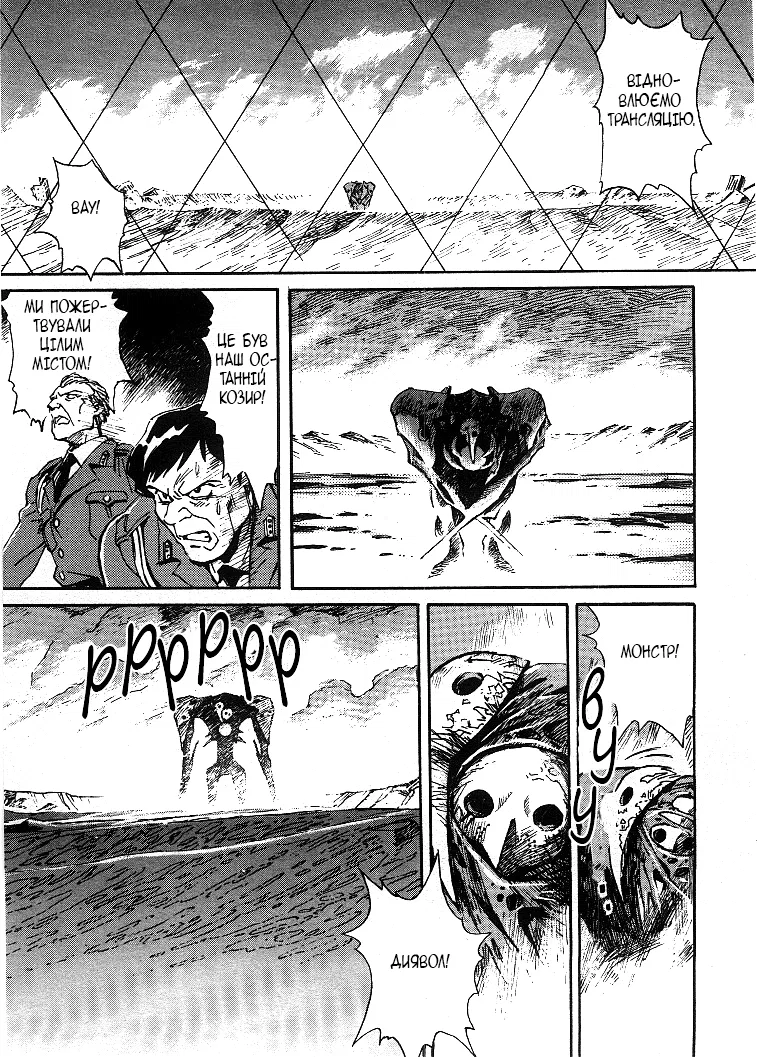 ВІДНО-
ВЛЮЄМО
ТРАНСЛЯЦІЮ.
ВАУ!
ЦЕ БУВ
НАШ ОС-
ТАННІЙ
КОЗИР!
МИ ПОЖЕР-
ТВУВАЛИ
ЦІЛИМ
МІСТОМ!
МОНСТР!
ВУУ
ДИЯВОЛ!
РРРРРР